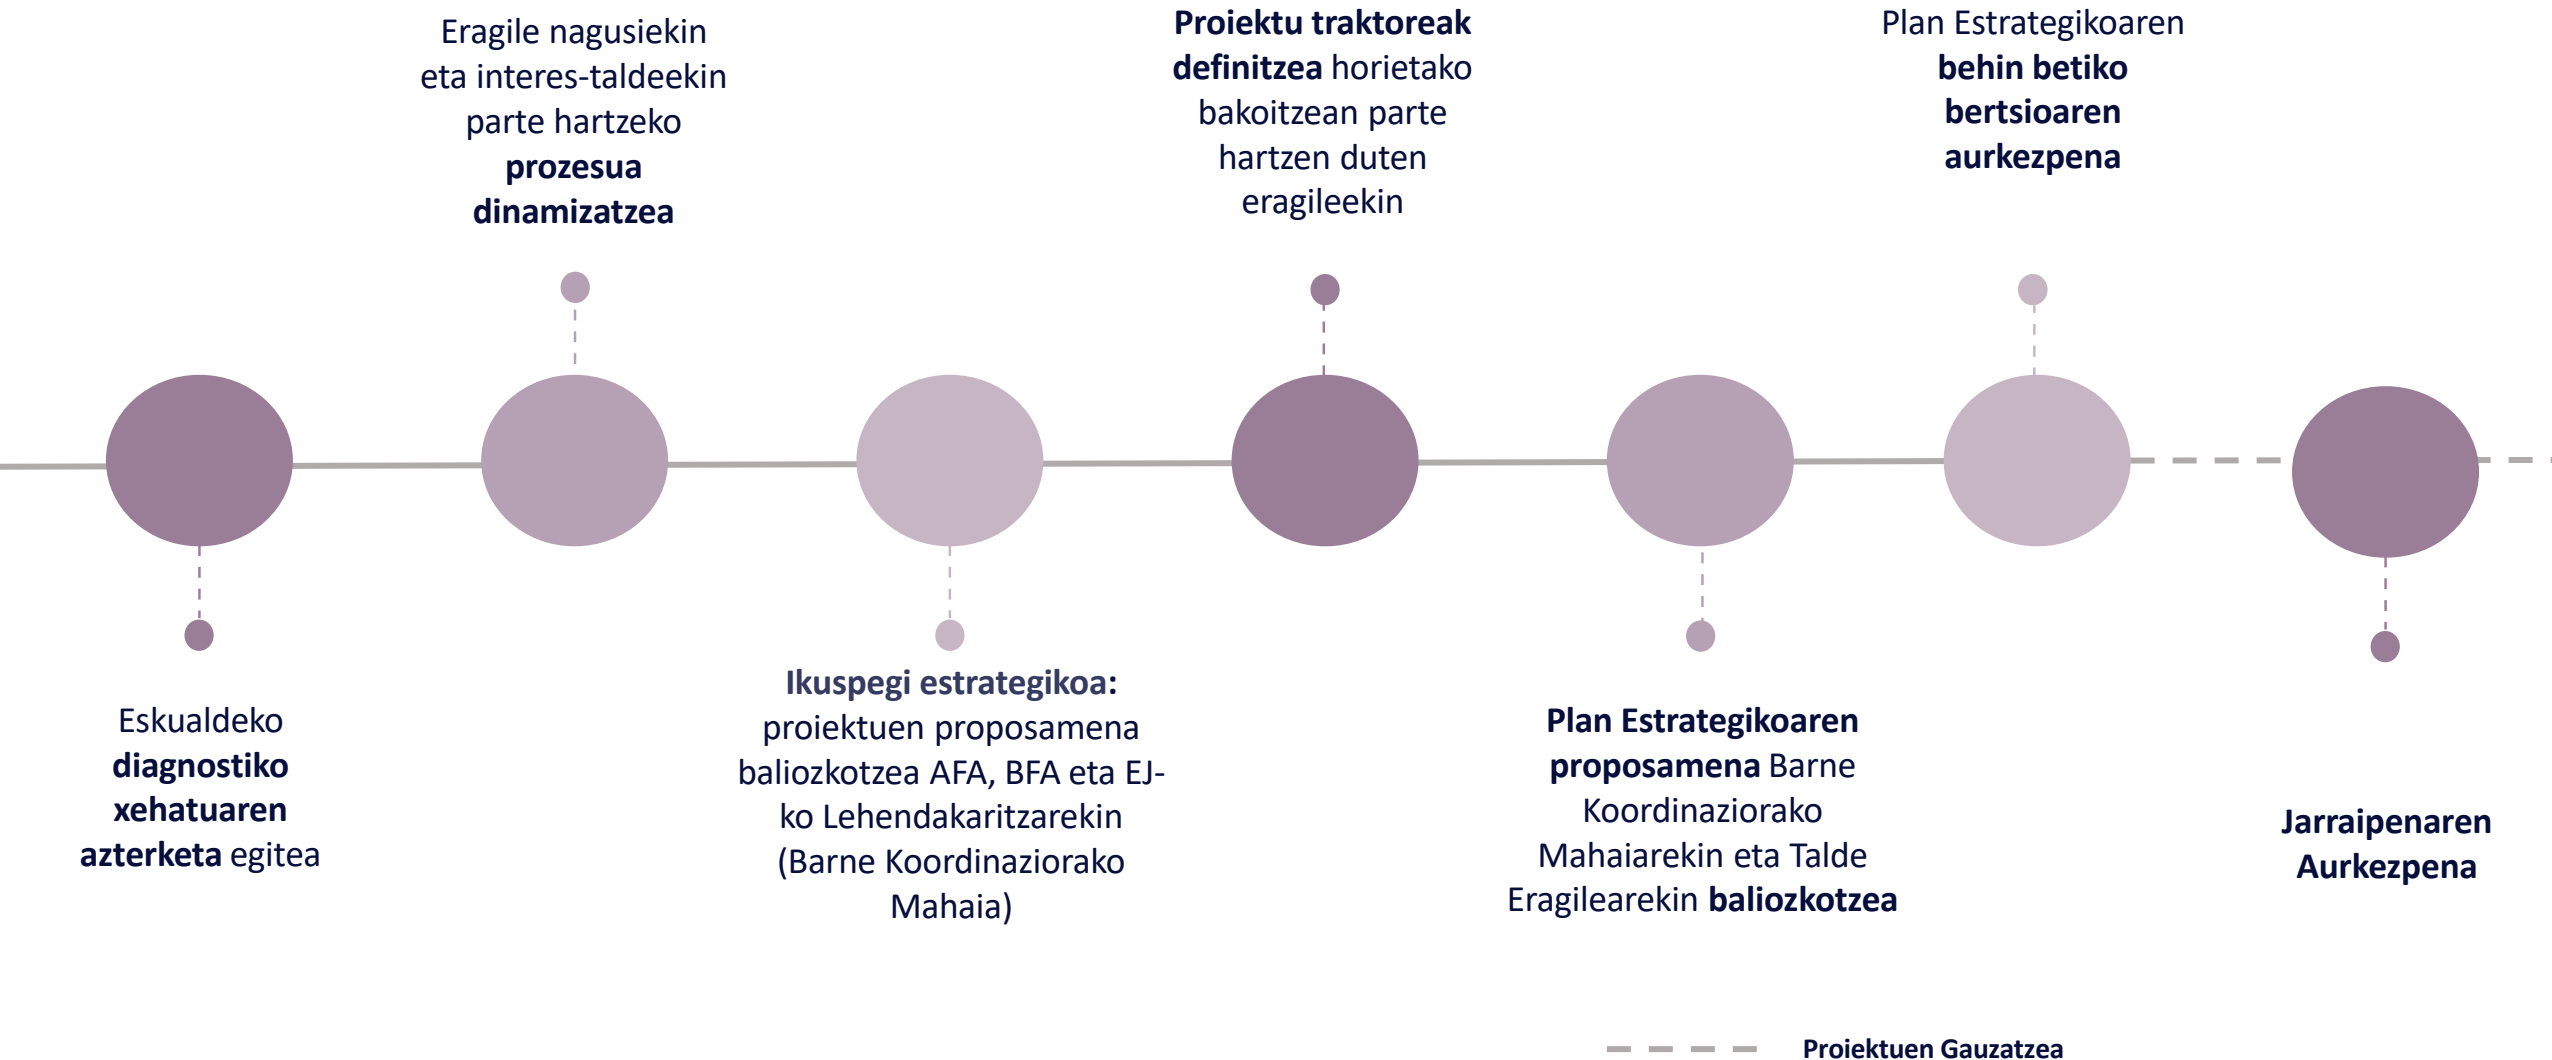 Eragile nagusiekin
eta interes-taldeekin
parte hartzeko
prozesua
dinamizatzea
Proiektu traktoreak
definitzea horietako
bakoitzean parte
hartzen duten
eragileekin
Plan Estrategikoaren
behin betiko
bertsioaren
aurkezpena
Eskualdeko
diagnostiko
xehatuaren
azterketa egitea
Ikuspegi estrategikoa:
proiektuen proposamena
baliozkotzea AFA, BFA eta EJ-
ko Lehendakaritzarekin
(Barne Koordinaziorako
Mahaia)
Plan Estrategikoaren
proposamena Barne
Koordinaziorako
Mahaiarekin eta Talde
Eragilearekin baliozkotzea
Jarraipenaren
Aurkezpena
Proiektuen Gauzatzea